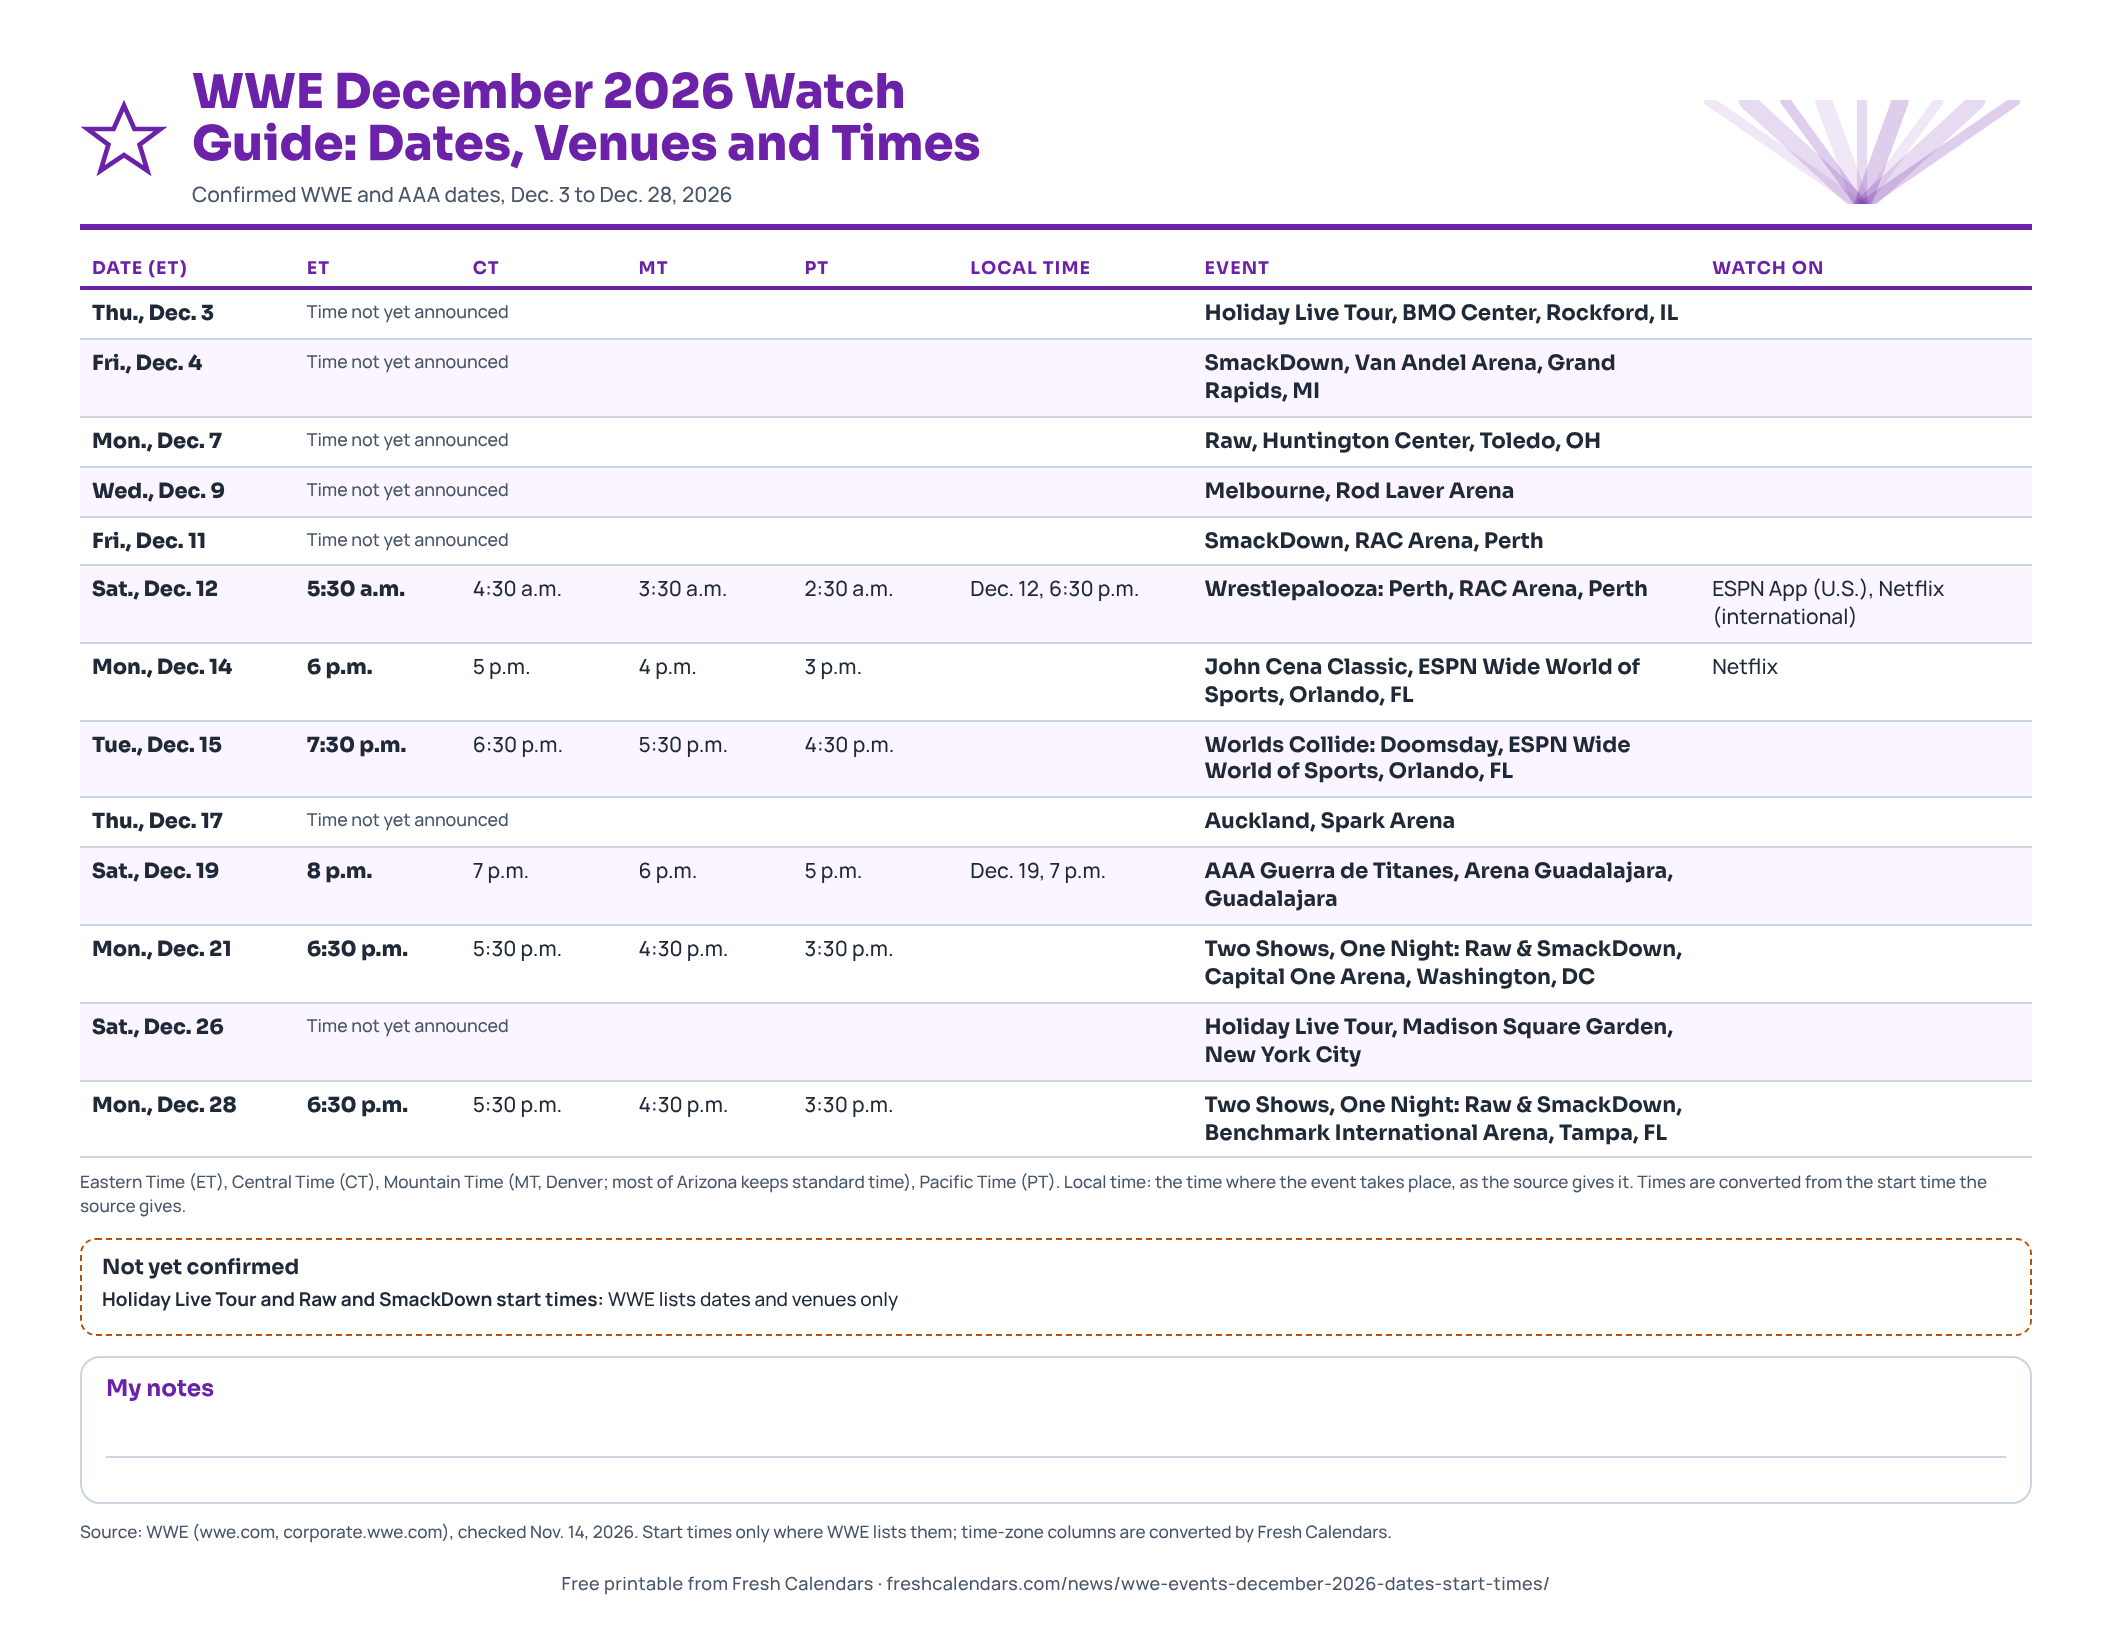 WWE December 2026 Watch
Guide: Dates, Venues and Times
Confirmed WWE and AAA dates, Dec. 3 to Dec. 28, 2026
DATE (ET) ET CT MT PT LOCAL TIME EVENT WATCH ON
Thu., Dec. 3 Time not yet announced Holiday Live Tour, BMO Center, Rockford, IL
Fri., Dec. 4 Time not yet announced SmackDown, Van Andel Arena, Grand
Rapids, MI
Mon., Dec. 7 Time not yet announced Raw, Huntington Center, Toledo, OH
Wed., Dec. 9 Time not yet announced Melbourne, Rod Laver Arena
Fri., Dec. 11 Time not yet announced SmackDown, RAC Arena, Perth
Sat., Dec. 12 5:30 a.m. 4:30 a.m. 3:30 a.m. 2:30 a.m. Dec. 12, 6:30 p.m. Wrestlepalooza: Perth, RAC Arena, Perth ESPN App (U.S.), Netflix
(international)
Mon., Dec. 14 6 p.m. 5 p.m. 4 p.m. 3 p.m. John Cena Classic, ESPN Wide World of Netflix
Sports, Orlando, FL
Tue., Dec. 15 7:30 p.m. 6:30 p.m. 5:30 p.m. 4:30 p.m. Worlds Collide: Doomsday, ESPN Wide
World of Sports, Orlando, FL
Thu., Dec. 17 Time not yet announced Auckland, Spark Arena
Sat., Dec. 19 8 p.m. 7 p.m. 6 p.m. 5 p.m. Dec. 19, 7 p.m. AAA Guerra de Titanes, Arena Guadalajara,
Guadalajara
Mon., Dec. 21 6:30 p.m. 5:30 p.m. 4:30 p.m. 3:30 p.m. Two Shows, One Night: Raw & SmackDown,
Capital One Arena, Washington, DC
Sat., Dec. 26 Time not yet announced Holiday Live Tour, Madison Square Garden,
New York City
Mon., Dec. 28 6:30 p.m. 5:30 p.m. 4:30 p.m. 3:30 p.m. Two Shows, One Night: Raw & SmackDown,
Benchmark International Arena, Tampa, FL
Eastern Time (ET), Central Time (CT), Mountain Time (MT, Denver; most of Arizona keeps standard time), Pacific Time (PT). Local time: the time where the event takes place, as the source gives it. Times are converted from the start time the
source gives.
Not yet confirmed
Holiday Live Tour and Raw and SmackDown start times: WWE lists dates and venues only
My notes
Source: WWE (wwe.com, corporate.wwe.com), checked Nov. 14, 2026. Start times only where WWE lists them; time-zone columns are converted by Fresh Calendars.
Free printable from Fresh Calendars · freshcalendars.com/news/wwe-events-december-2026-dates-start-times/